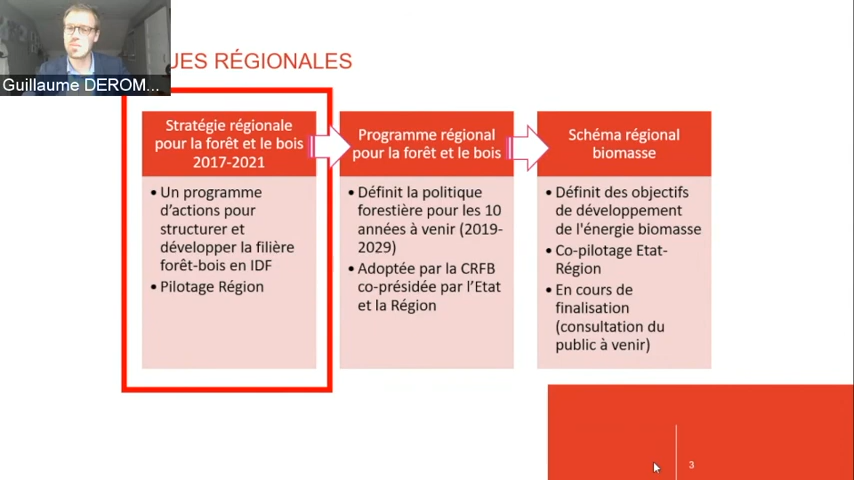 Guillaume DEROM...
UES RÉGIONALES
Stratégie régionale
pour la forêt et le bois
2017-2021
• Un programme
d'actions pour
structurer et
développer la filière
forêt-bois en IDF
• Pilotage Région
Programme régional
pour la forêt et le bois
• Définit la politique
forestière pour les 10
années à venir (2019-
2029)
• Adoptée par la CRFB
co-présidée par l'Etat
et la Région
Schéma régional
biomasse
• Définit des objectifs
de développement
de l'énergie biomasse
• Co-pilotage Etat-
Région
• En cours de
finalisation
(consultation du
public à venir)
3